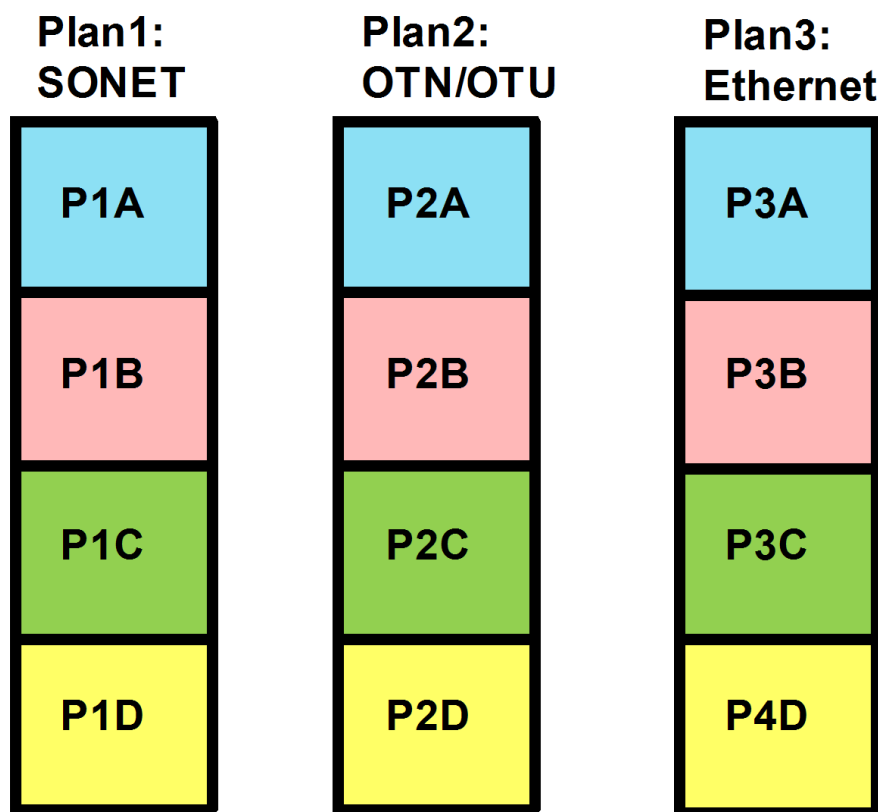 Plan1:
SONET
P1A
P1B
P1C
P1D
Plan2:
OTN/OTU
P2A
P2B
P2C
P2D
Plan3:
Ethernet
P3A
P3B
P3C
P4D